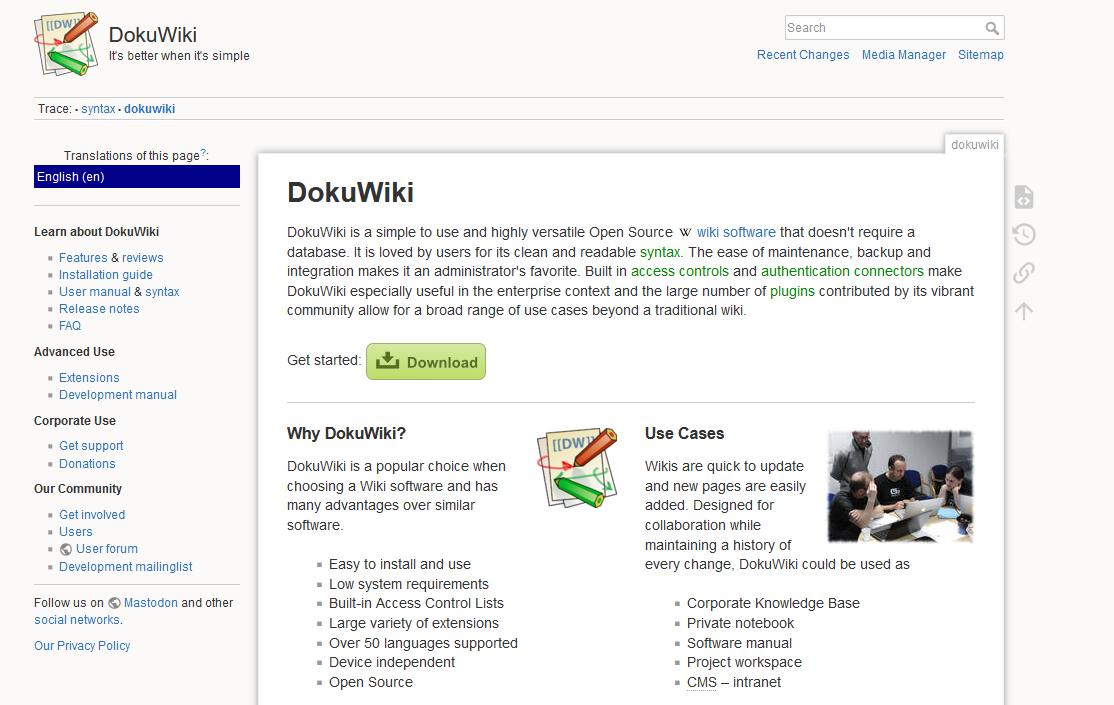 [[DW]]
DokuWiki
It's better when it's simple
Search
Recent Changes Media Manager Sitemap
Trace: • syntax • dokuwiki
Translations of this page?:
English (en)
Learn about DokuWiki
Features & reviews
Installation guide
User manual & syntax
Release notes
FAQ
Advanced Use
Extensions
Development manual
Corporate Use
Get support
Donations
Our Community
Get involved
Users
User forum
Development mailinglist
Follow us on Mastodon and other
social networks.
Our Privacy Policy
dokuwiki
DokuWiki
DokuWiki is a simple to use and highly versatile Open Source W wiki software that doesn't require a
database. It is loved by users for its clean and readable syntax. The ease of maintenance, backup and
integration makes it an administrator's favorite. Built in access controls and authentication connectors make
DokuWiki especially useful in the enterprise context and the large number of plugins contributed by its vibrant
community allow for a broad range of use cases beyond a traditional wiki.
Get started: Download
Why DokuWiki?
[[DW]]
DokuWiki is a popular choice when
choosing a Wiki software and has
many advantages over similar
software.
Easy to install and use
Low system requirements
Built-in Access Control Lists
Large variety of extensions
Over 50 languages supported
Device independent
Open Source
Use Cases
Wikis are quick to update
and new pages are easily
added. Designed for
collaboration while
maintaining a history of
every change, DokuWiki could be used as
Corporate Knowledge Base
Private notebook
Software manual
Project workspace
CMS – intranet